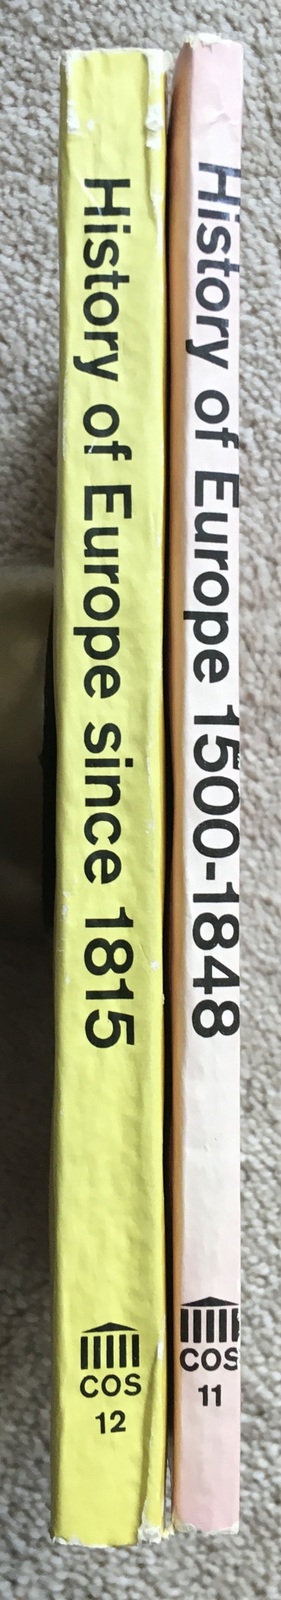 History of Europe since 1815
COS
12
History of Europe 1500-1848
COS
11